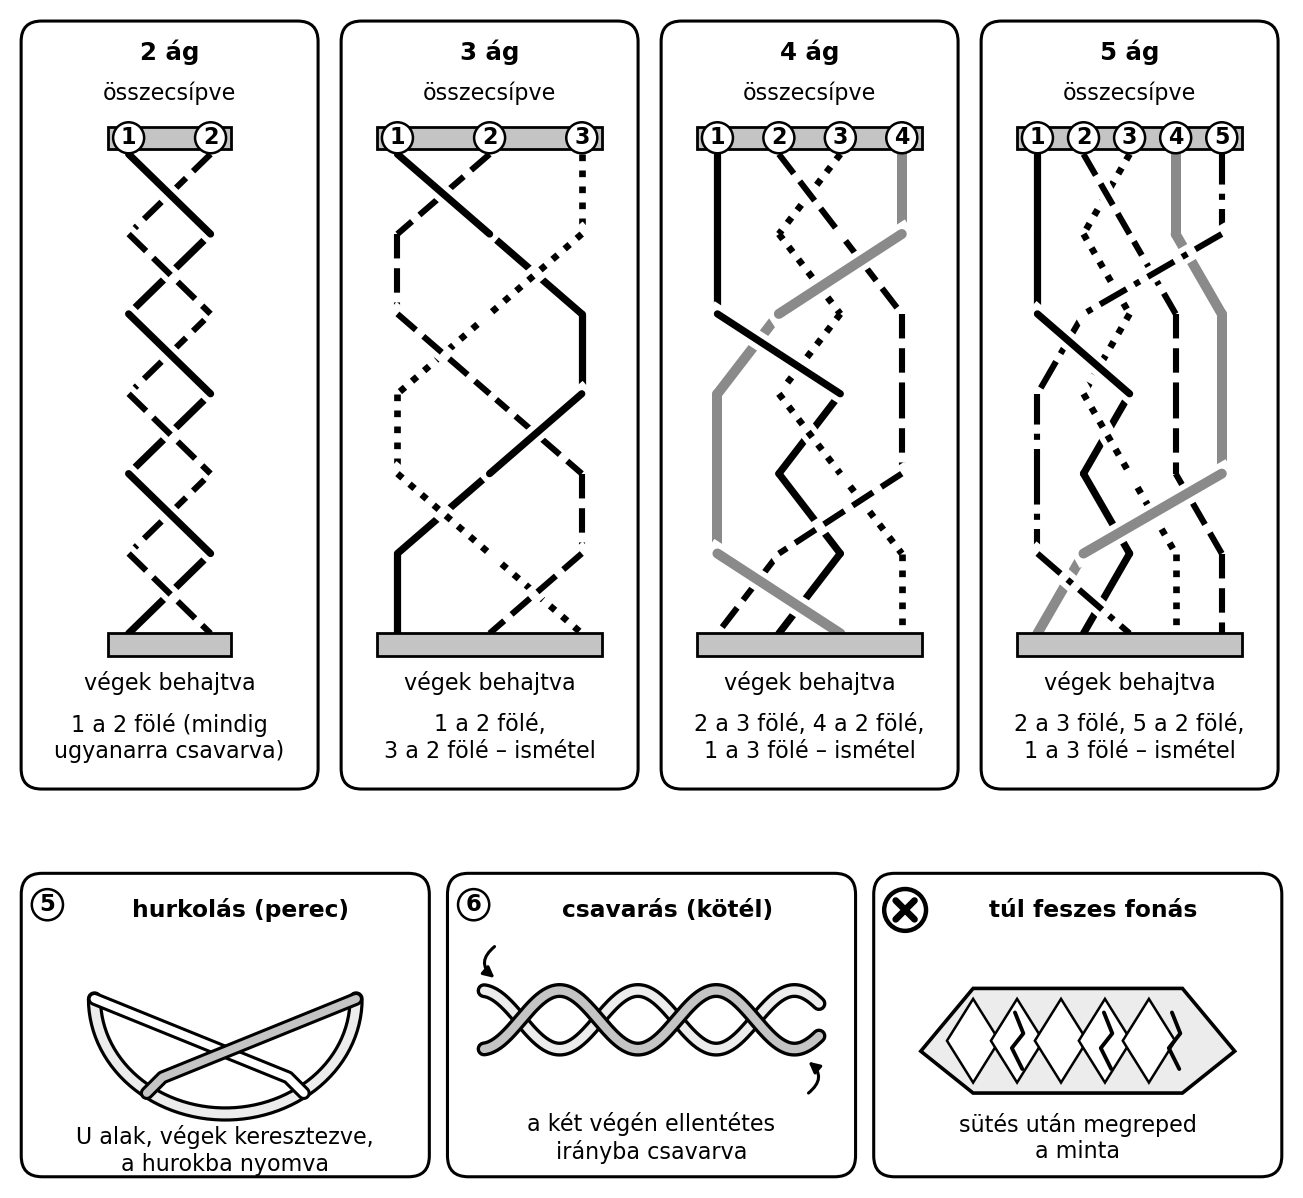 2 ág
összecsípve
1 2
végek behajtva
1 a 2 fölé (mindig
ugyanarra csavarva)
3 ág
összecsípve
1 2 3
végek behajtva
1 a 2 fölé,
3 a 2 fölé – ismétel
4 ág
összecsípve
1 2 3 4
végek behajtva
2 a 3 fölé, 4 a 2 fölé,
1 a 3 fölé – ismétel
5 ág
összecsípve
1 2 3 4 5
végek behajtva
2 a 3 fölé, 5 a 2 fölé,
1 a 3 fölé – ismétel
5 hurkolás (perec)
U alak, végek keresztezve,
a hurokba nyomva
6 csavarás (kötél)
a két végén ellentétes
irányba csavarva
túl feszes fonás
sütés után megreped
a minta